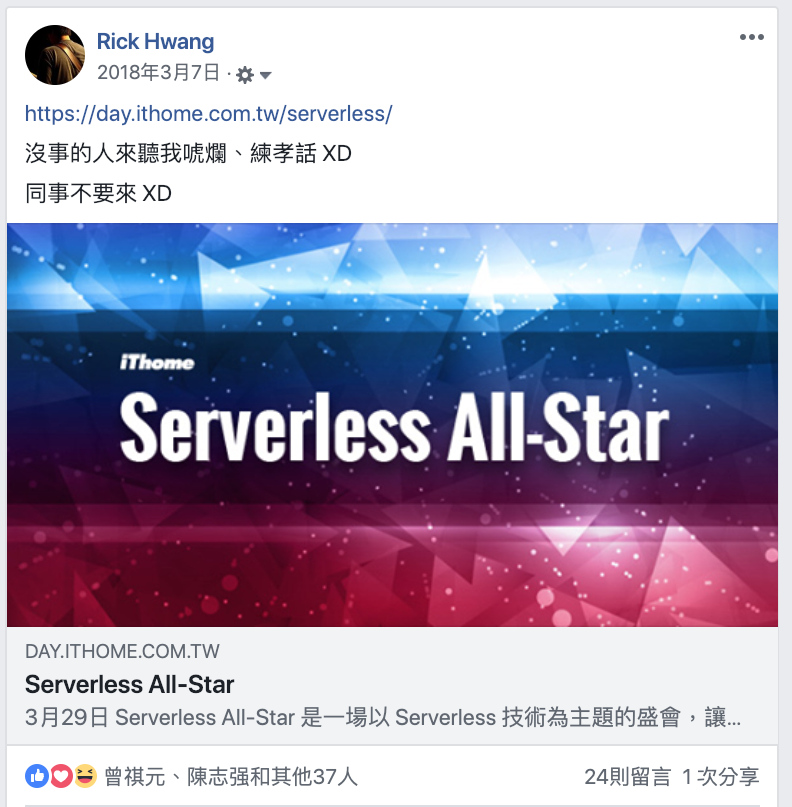 Rick Hwang
2018年3月7日 ·
https://day.ithome.com.tw/serverless/
沒事的人來聽我唬爛、練孝話 XD
同事不要來 XD
iThome
Serverless All-Star
DAY.ITHOME.COM.TW
Serverless All-Star
3月29日 Serverless All-Star 是一場以 Serverless 技術為主題的盛會，讓...
曾祺元、陳志强和其他37人
24則留言 1次分享